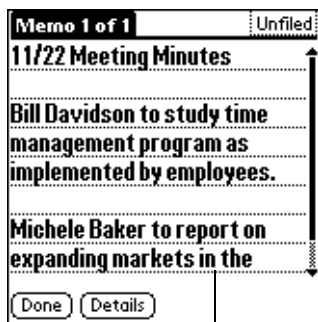 Memo 1 of 1 Unfiled
11/22 Meeting Minutes
Bill Davidson to study time
management program as
implemented by employees.
Michele Baker to report on
expanding markets in the
Done Details